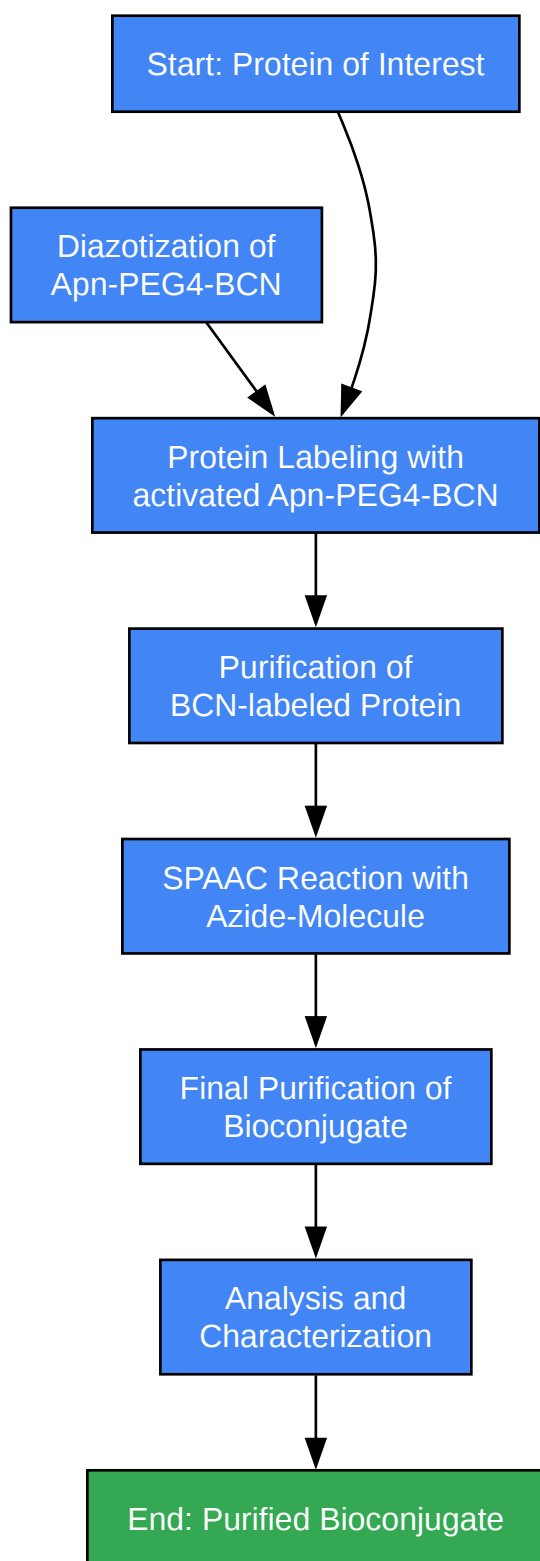 Start: Protein of Interest
Diazotization of
Apn-PEG4-BCN
Protein Labeling with
activated Apn-PEG4-BCN
Purification of
BCN-labeled Protein
SPAAC Reaction with
Azide-Molecule
Final Purification of
Bioconjugate
Analysis and
Characterization
End: Purified Bioconjugate